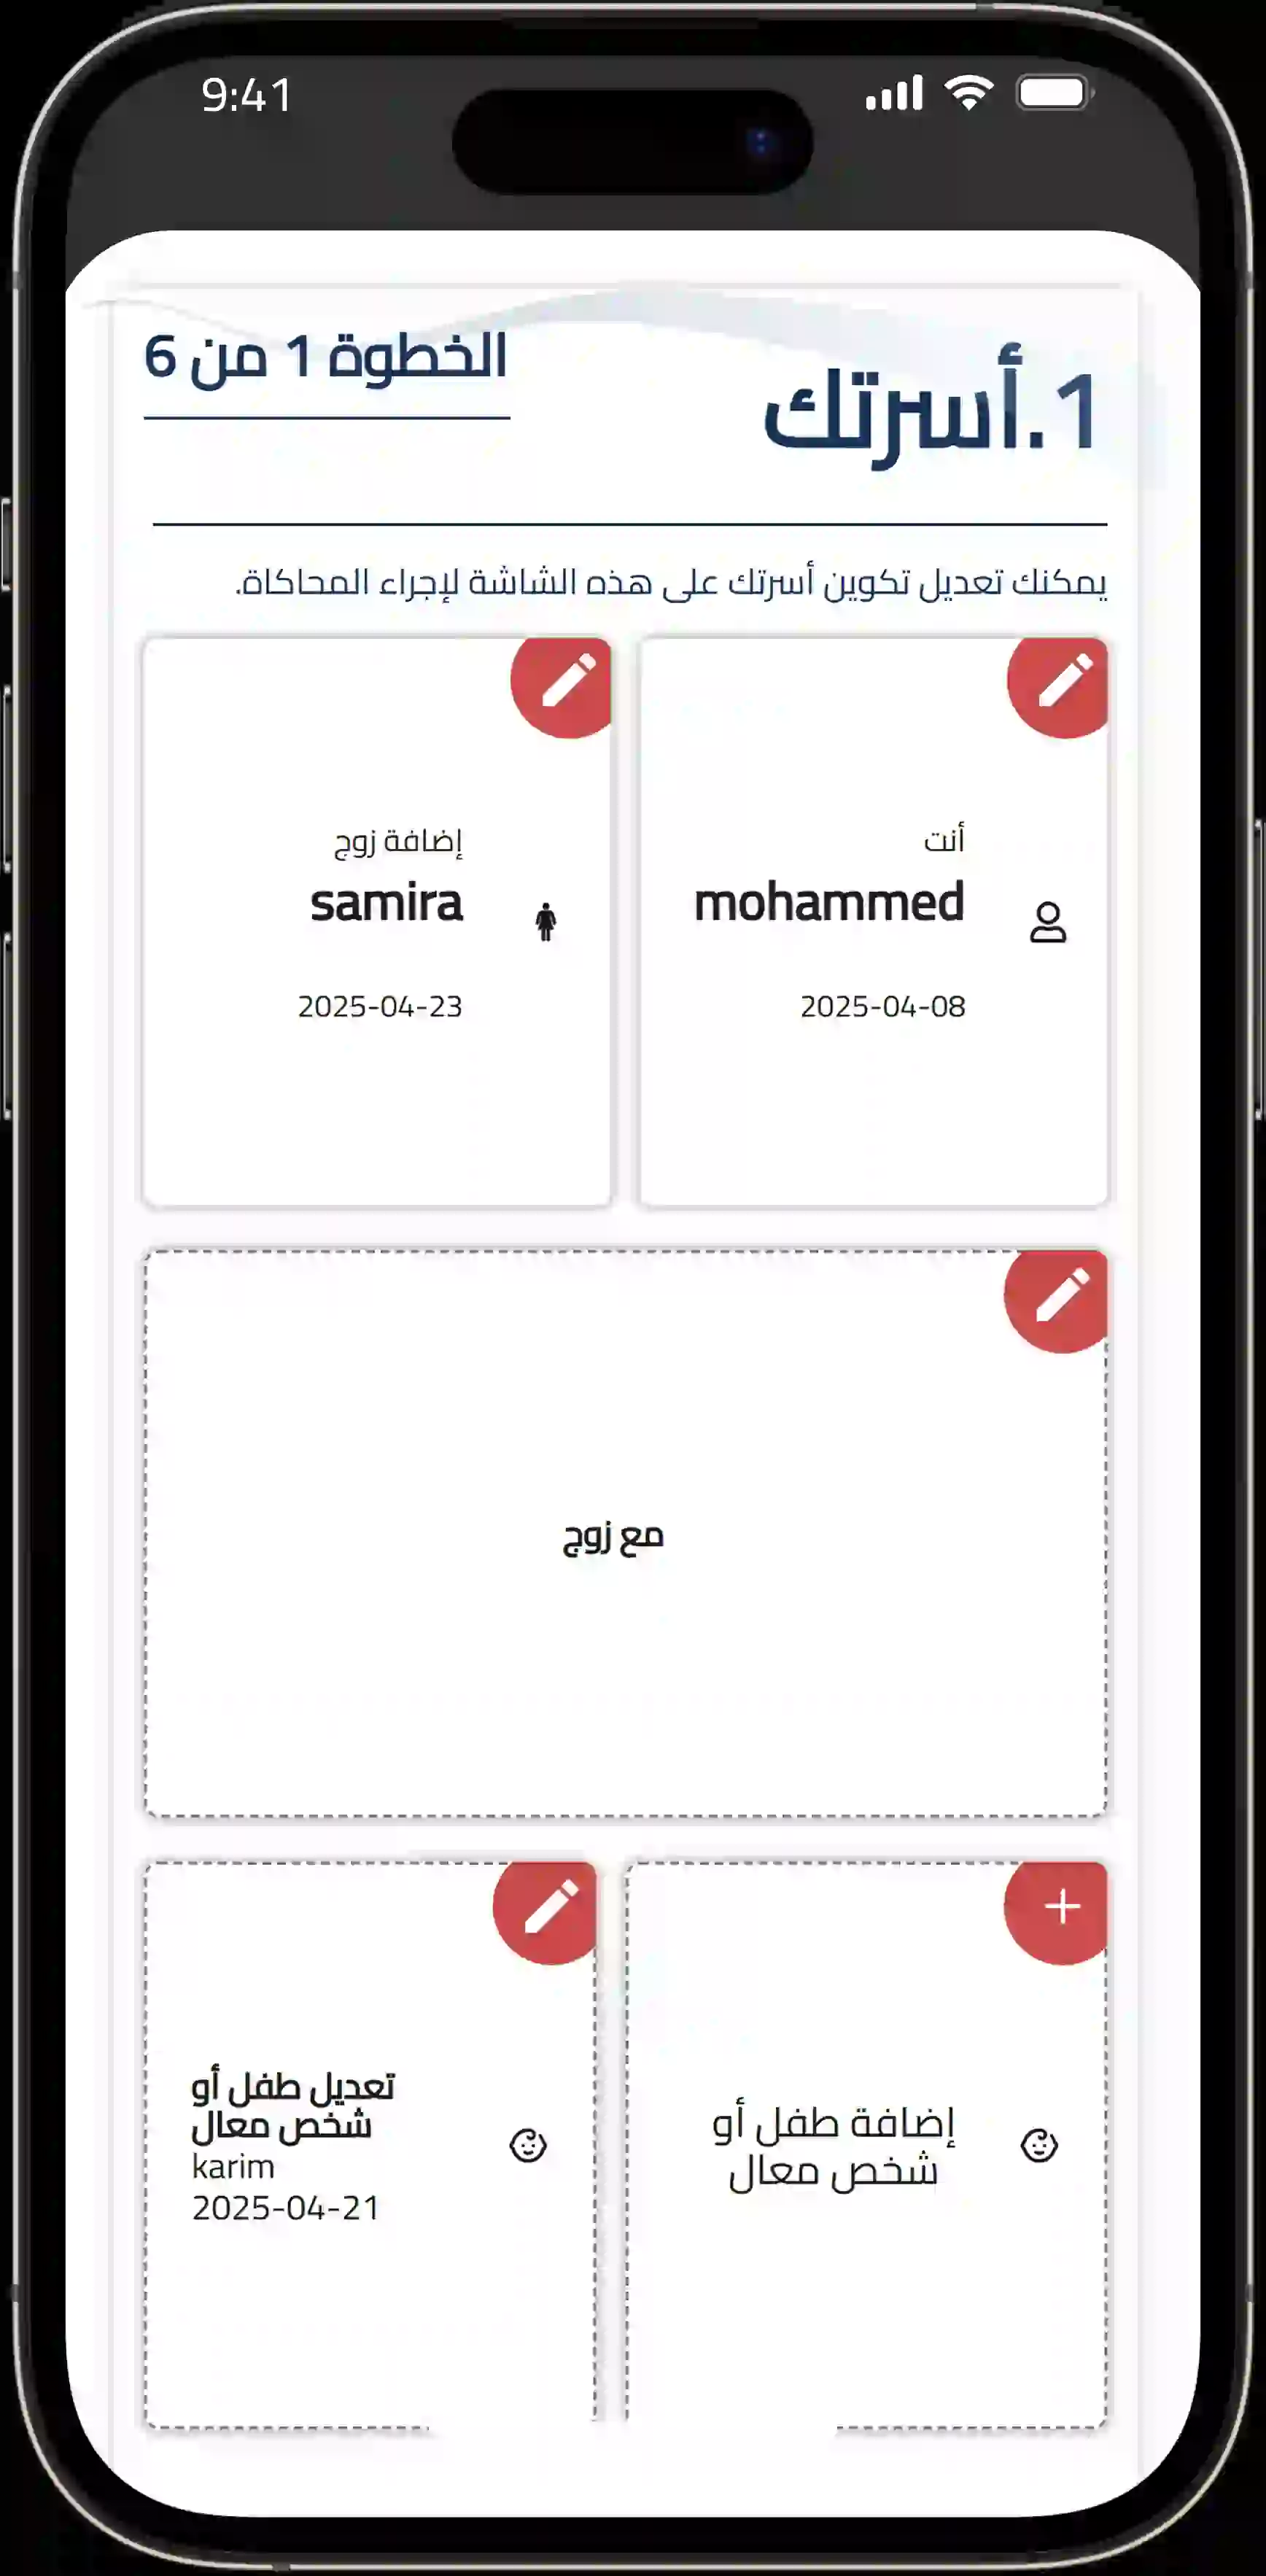 9:41
1.أسرتك
الخطوة 1 من 6
يمكنك تعديل تكوين أسرتك على هذه الشاشة لإجراء المحاكاة.
أنت
mohammed
2025-04-08
إضافة زوج
samira
2025-04-23
مع زوج
إضافة طفل أو
شخص معال
تعديل طفل أو
شخص معال
karim
2025-04-21